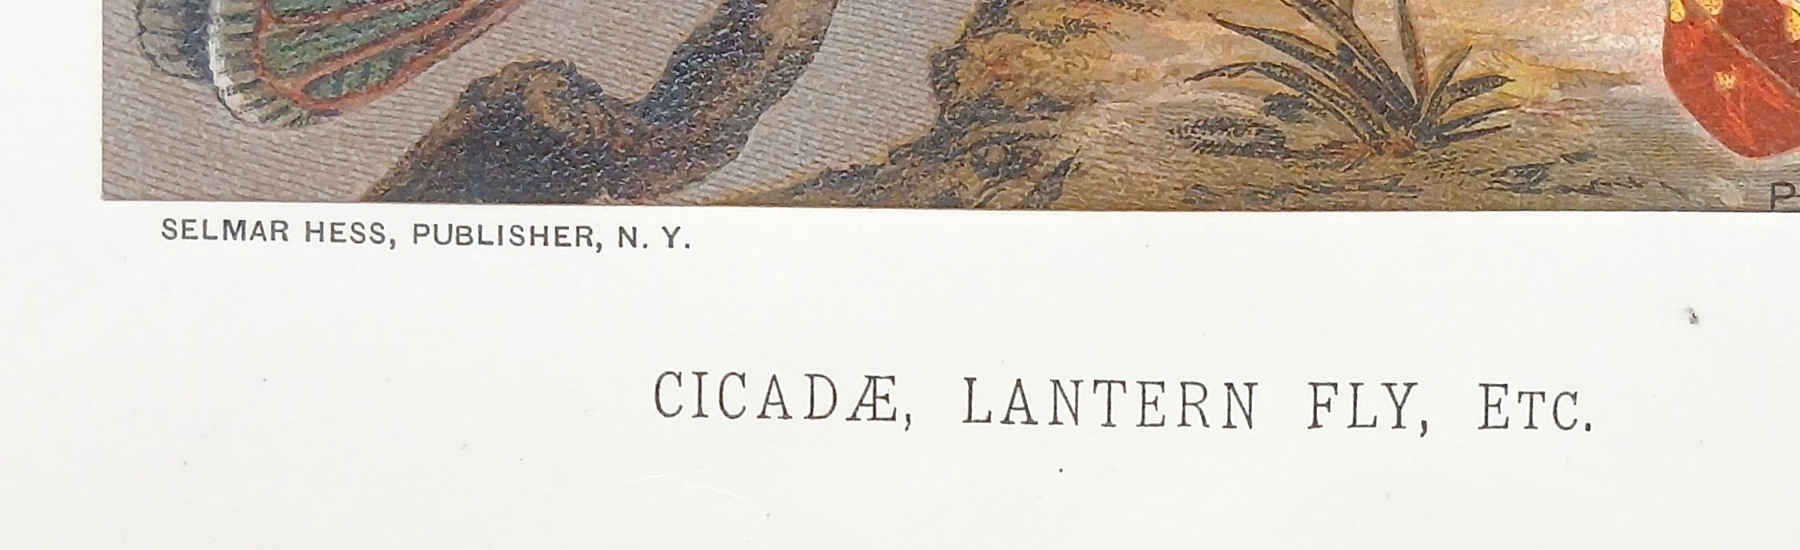 SELMAR HESS, PUBLISHER, N. Y.
CICADÆ, LANTERN FLY, ETC.